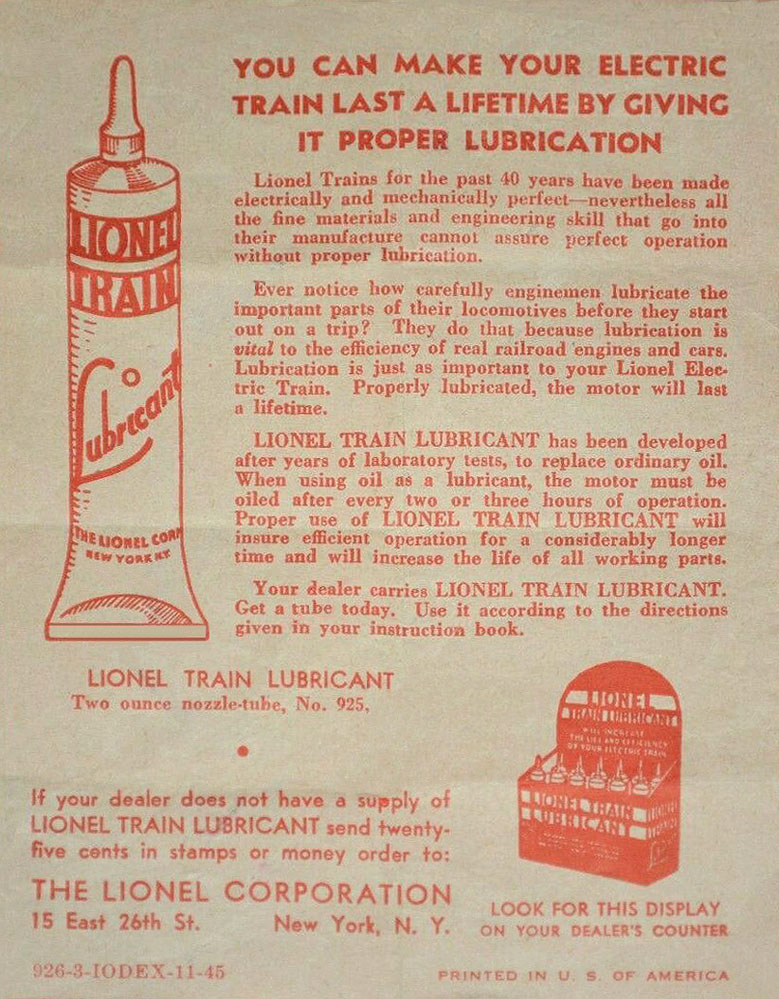 YOU CAN MAKE YOUR ELECTRIC
TRAIN LAST A LIFETIME BY GIVING
IT PROPER LUBRICATION
Lionel Trains for the past 40 years have been made
electrically and mechanically perfect—nevertheless all
the fine materials and engineering skill that go into
their manufacture cannot assure perfect operation
without proper lubrication.
Ever notice how carefully enginemen lubricate the
important parts of their locomotives before they start
out on a trip? They do that because lubrication is
vital to the efficiency of real railroad engines and cars.
Lubrication is just as important to your Lionel Elec-
tric Train. Properly lubricated, the motor will last
a lifetime.
LIONEL TRAIN LUBRICANT has been developed
after years of laboratory tests, to replace ordinary oil.
When using oil as a lubricant, the motor must be
oiled after every two or three hours of operation.
Proper use of LIONEL TRAIN LUBRICANT will
insure efficient operation for a considerably longer
time and will increase the life of all working parts.
Your dealer carries LIONEL TRAIN LUBRICANT.
Get a tube today. Use it according to the directions
given in your instruction book.
LIONEL
TRAIN
Lubricant
THE LIONEL CORP
NEW YORK N.Y.
LIONEL TRAIN LUBRICANT
Two ounce nozzle-tube, No. 925,
If your dealer does not have a supply of
LIONEL TRAIN LUBRICANT send twenty-
five cents in stamps or money order to:
THE LIONEL CORPORATION
15 East 26th St. New York, N. Y.
LIONEL
TRAIN LUBRICANT
WILL INCREASE
THE LIFE AND EFFICIENCY
OF YOUR ELECTRIC TRAIN
LIONEL TRAIN
LUBRICANT
LIONEL
TRAIN
LOOK FOR THIS DISPLAY
ON YOUR DEALER'S COUNTER
926-3-IODEX-11-45
PRINTED IN U. S. OF AMERICA